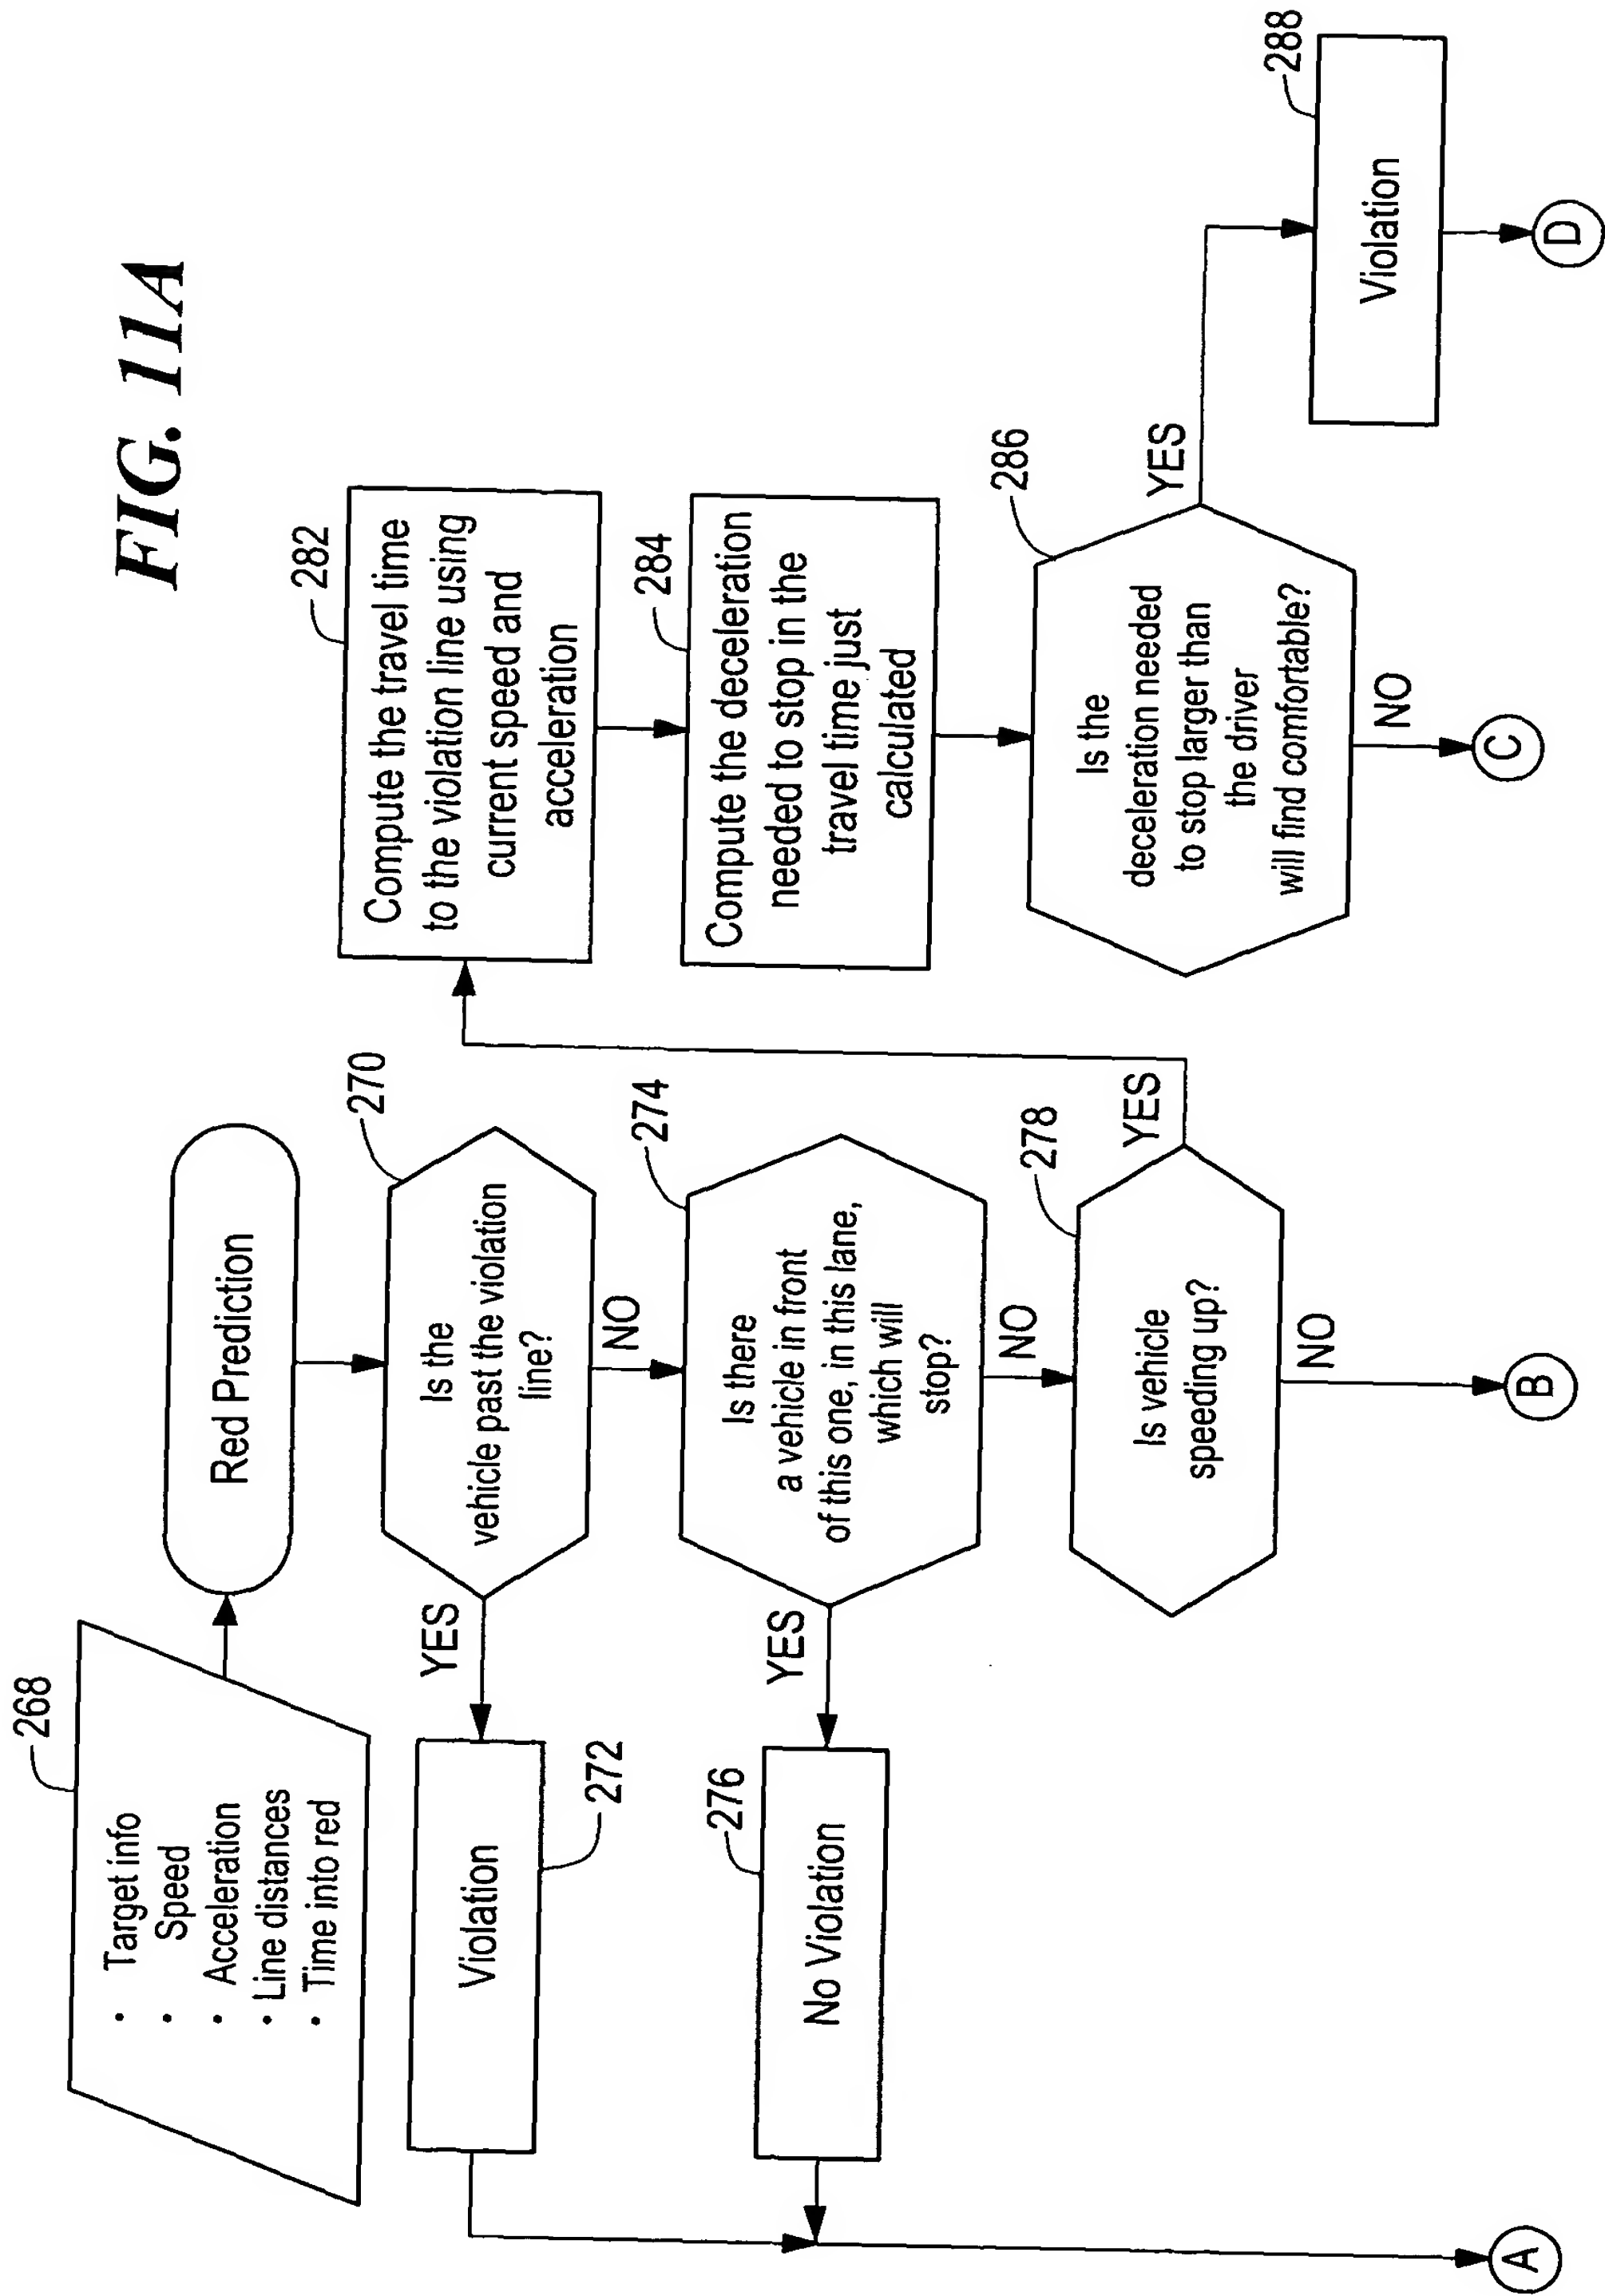 FIG. 11A
268
• Target info
• Speed
• Acceleration
• Line distances
• Time into red
Red Prediction
270
Is the
vehicle past the violation
line?
YES
NO
Violation
272
274
Is there
a vehicle in front
of this one, in this lane,
which will
stop?
YES
NO
276
No Violation
278
Is vehicle
speeding up?
YES
NO
282
Compute the travel time
to the violation line using
current speed and
acceleration
284
Compute the deceleration
needed to stop in the
travel time just
calculated
286
Is the
deceleration needed
to stop larger than
the driver
will find comfortable?
YES
NO
288
Violation
A
B
C
D